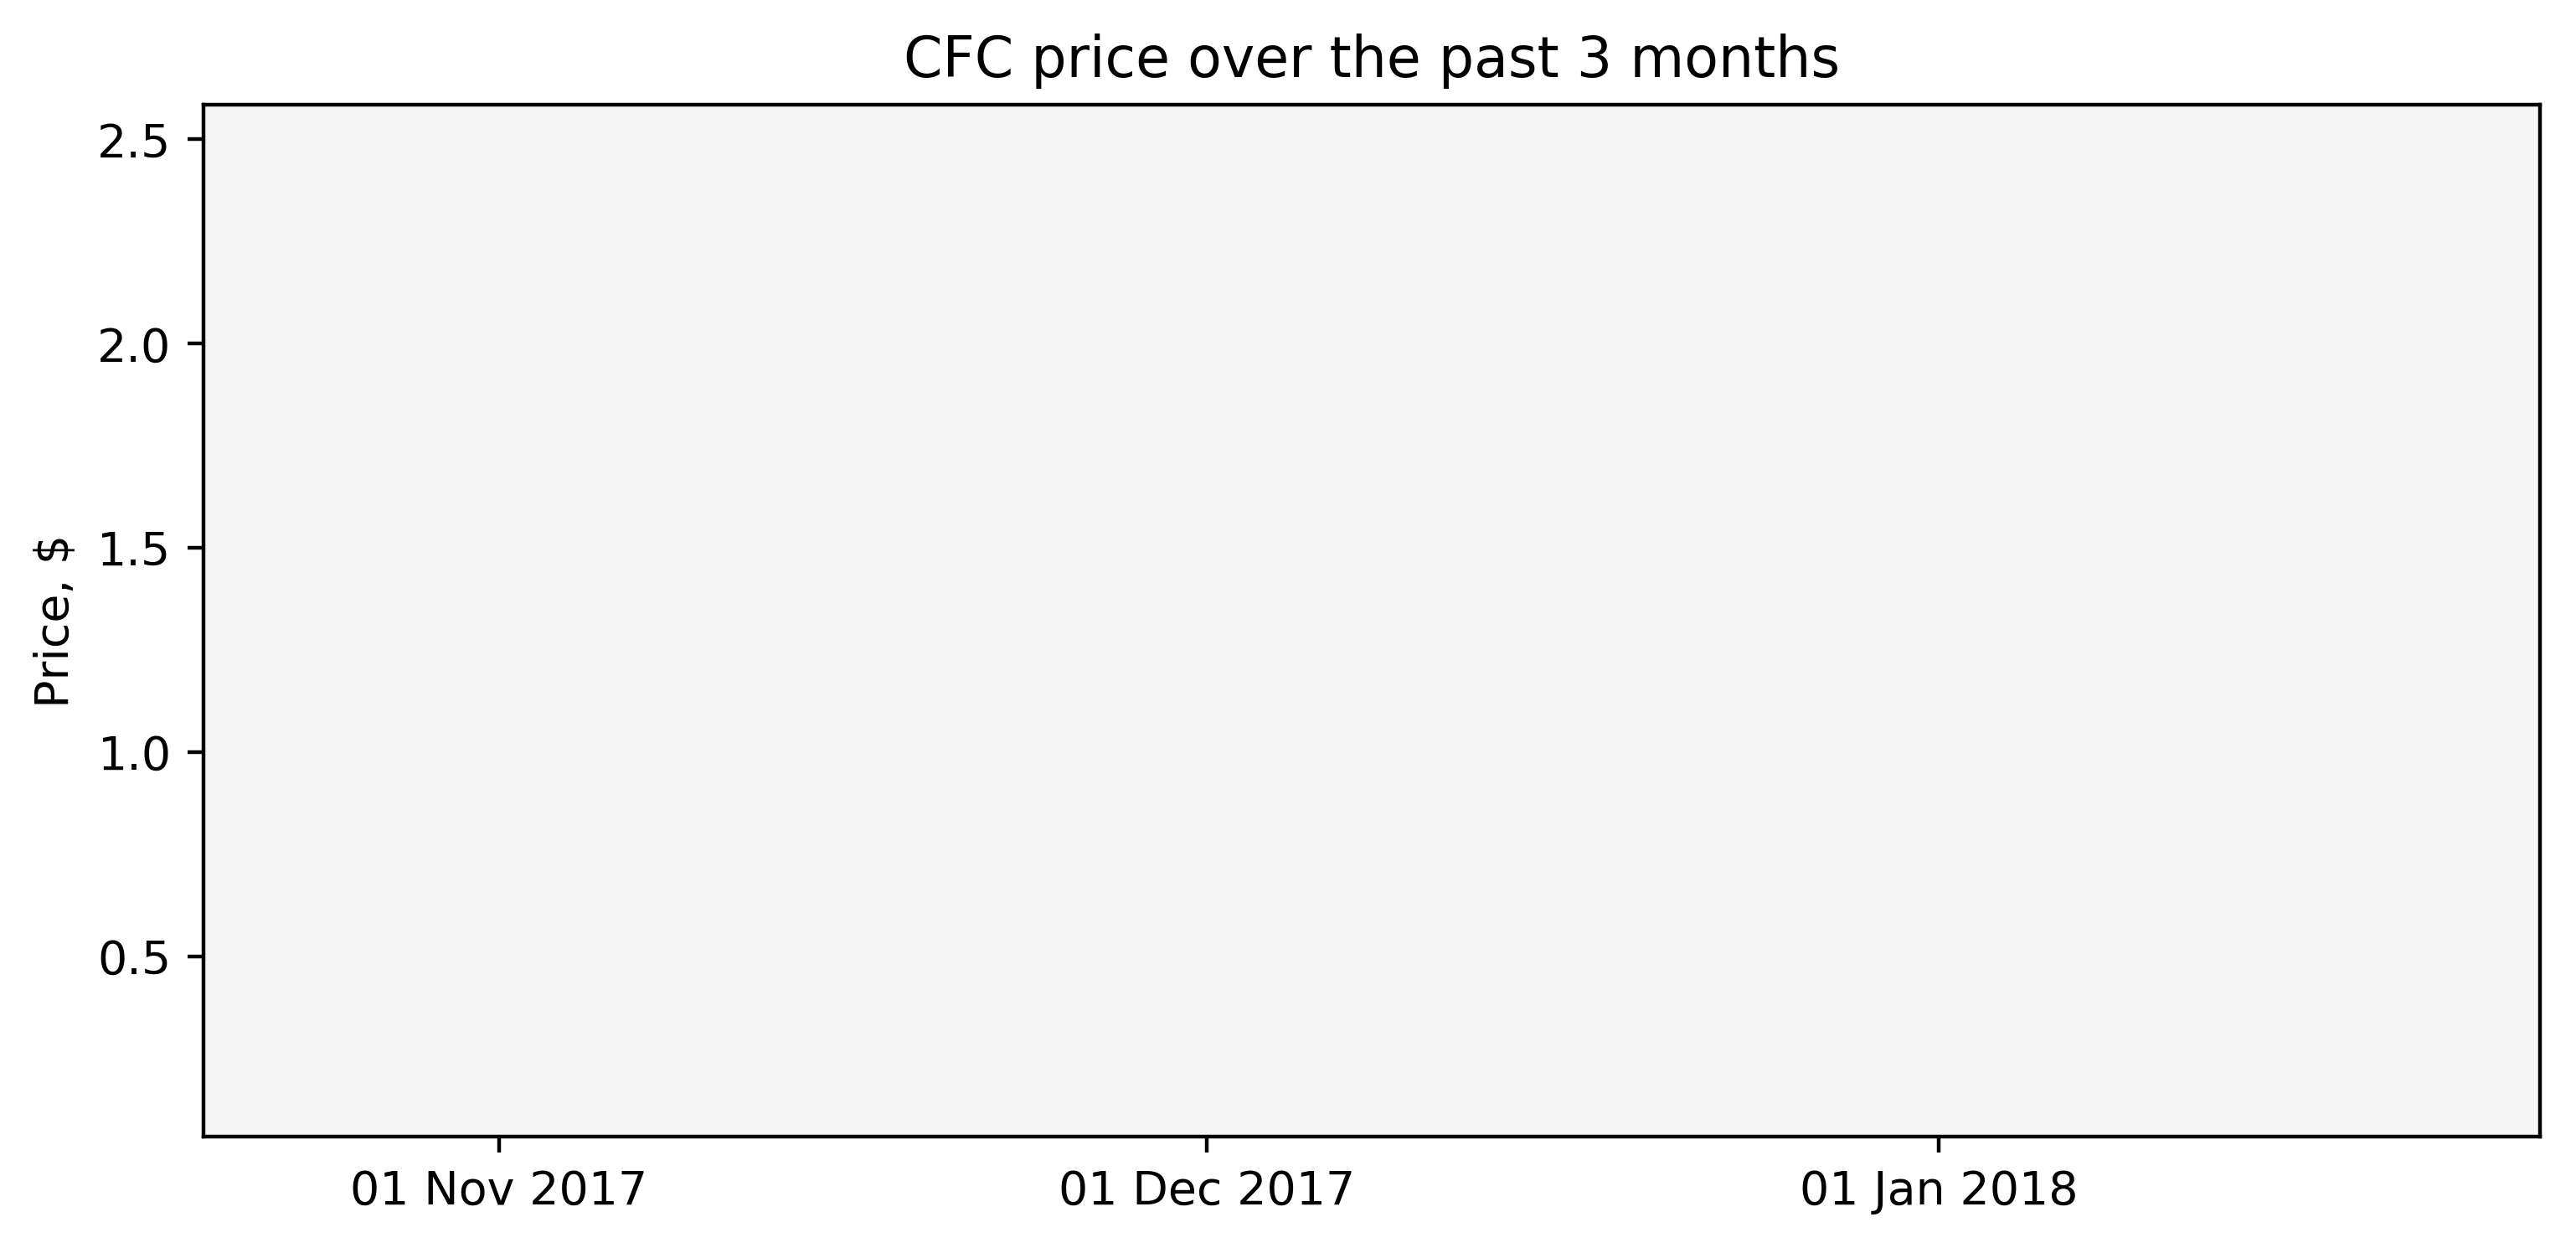 CFC price over the past 3 months
Price, $
2.5
2.0
1.5
1.0
0.5
01 Nov 2017
01 Dec 2017
01 Jan 2018